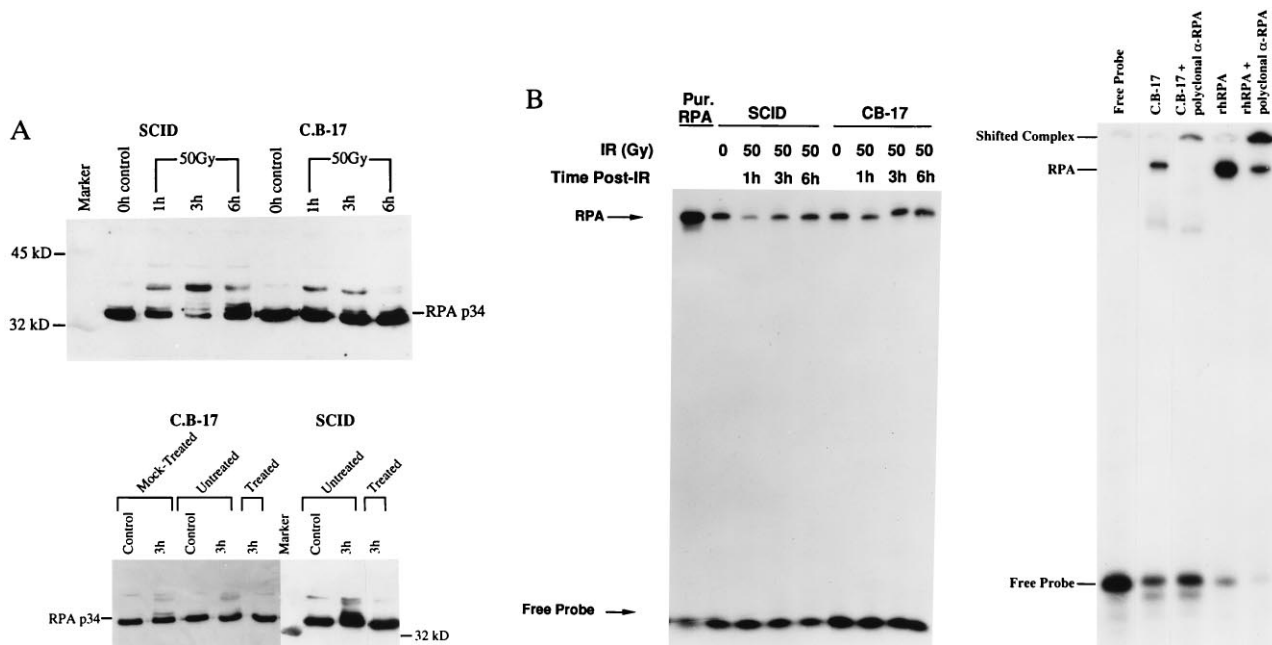 A
SCID
C.B-17
50Gy
50Gy
Marker
0h control
1h
3h
6h
0h control
1h
3h
6h
45 kD
32 kD
RPA p34
C.B-17
SCID
Mock-Treated
Untreated
Treated
Untreated
Treated
Control
3h
Control
3h
3h
Marker
Control
3h
3h
RPA p34
32 kD
B
Pur. RPA
SCID
CB-17
IR (Gy)
0 50 50 50 0 50 50 50
Time Post-IR
1h 3h 6h 1h 3h 6h
RPA
Free Probe
Free Probe
C.B-17
C.B-17 +
polyclonal α-RPA
rhRPA
rhRPA +
polyclonal α-RPA
Shifted Complex
RPA
Free Probe